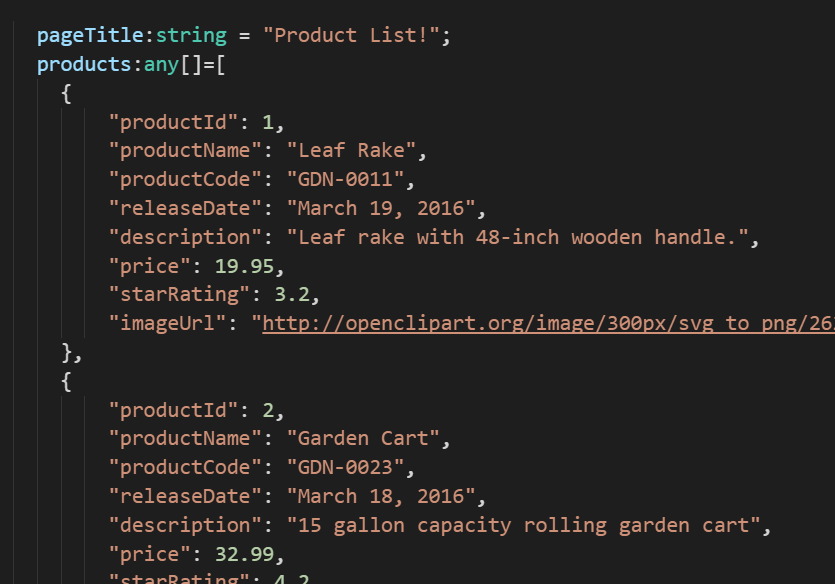 pageTitle:string = "Product List!";
products:any[]=[
{
"productId": 1,
"productName": "Leaf Rake",
"productCode": "GDN-0011",
"releaseDate": "March 19, 2016",
"description": "Leaf rake with 48-inch wooden handle.",
"price": 19.95,
"starRating": 3.2,
"imageUrl": "http://openclipart.org/image/300px/svg_to_png/26
},
{
"productId": 2,
"productName": "Garden Cart",
"productCode": "GDN-0023",
"releaseDate": "March 18, 2016",
"description": "15 gallon capacity rolling garden cart",
"price": 32.99,
"starRating": 4.2